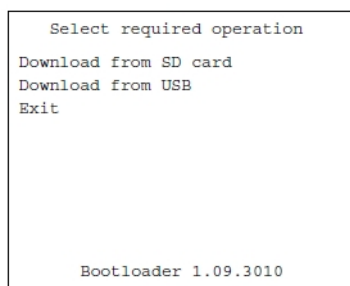 Select required operation
Download from SD card
Download from USB
Exit
Bootloader 1.09.3010